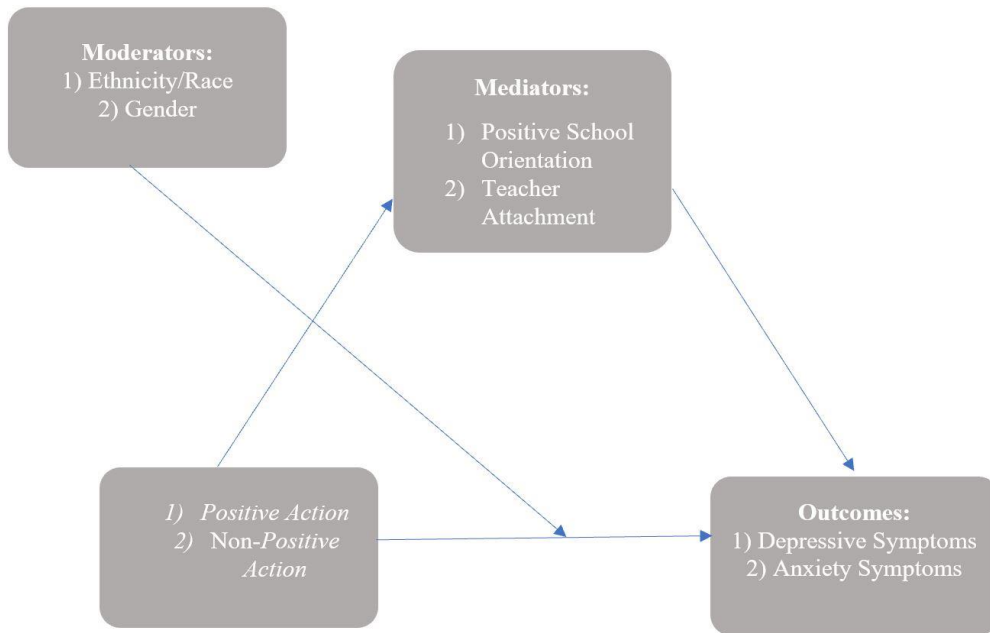 Moderators:
1) Ethnicity/Race
2) Gender
Mediators:
1) Positive School
Orientation
2) Teacher
Attachment
1) Positive Action
2) Non-Positive
Action
Outcomes:
1) Depressive Symptoms
2) Anxiety Symptoms